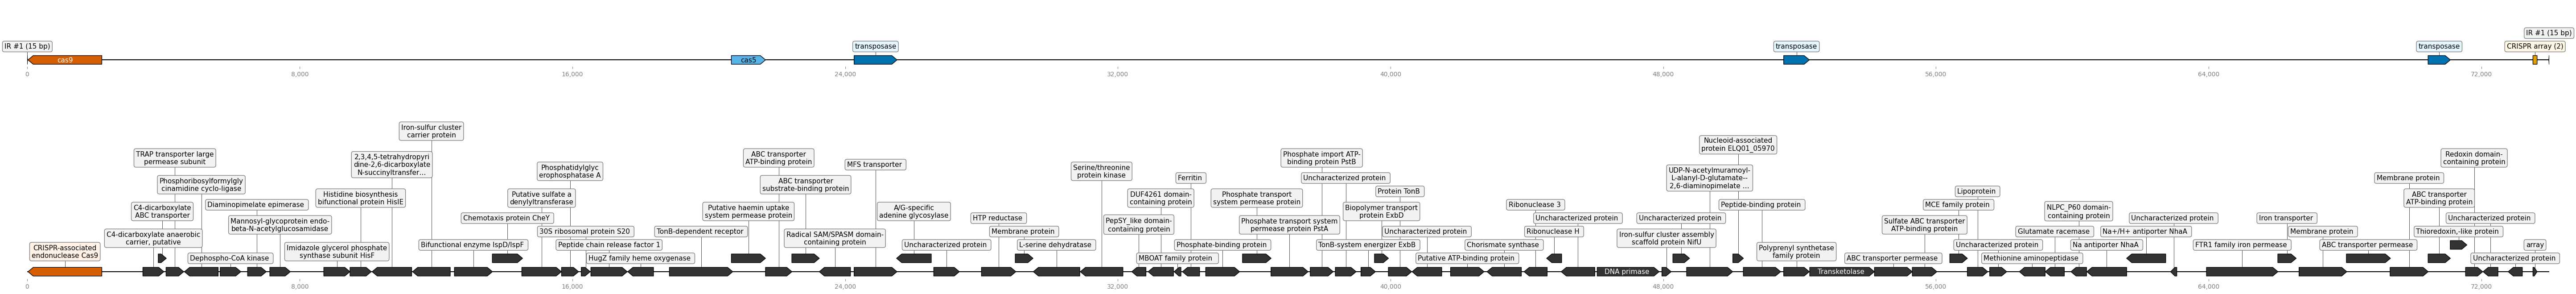 IR #1 (15 bp)
IR #1 (15 bp)
transposase
transposase
transposase
CRISPR array (2)
cas9
cas5
0
8,000
16,000
24,000
32,000
40,000
48,000
56,000
64,000
72,000
Iron-sulfur cluster
carrier protein
Nucleoid-associated
protein ELQ01_05970
TRAP transporter large
permease subunit
2,3,4,5-tetrahydropyri
dine-2,6-dicarboxylate
N-succinyltransfer...
Phosphatidylglyc
erophosphatase A
ABC transporter
ATP-binding protein
MFS transporter
Serine/threonine
protein kinase
Phosphate import ATP-
binding protein PstB
Redoxin domain-
containing protein
Phosphoribosylformylgly
cinamidine cyclo-ligase
ABC transporter
substrate-binding protein
Ferritin
Uncharacterized protein
UDP-N-acetylmuramoyl-
L-alanyl-D-glutamate--
2,6-diaminopimelate ...
Membrane protein
Histidine biosynthesis
bifunctional protein HisIE
Putative sulfate a
denylyltransferase
DUF4261 domain-
containing protein
Phosphate transport
system permease protein
Protein TonB
Lipoprotein
ABC transporter
ATP-binding protein
C4-dicarboxylate
ABC transporter
Diaminopimelate epimerase
Putative haemin uptake
system permease protein
A/G-specific
adenine glycosylase
Biopolymer transport
protein ExbD
Ribonuclease 3
Peptide-binding protein
MCE family protein
NLPC_P60 domain-
containing protein
Mannosyl-glycoprotein endo-
beta-N-acetylglucosamidase
Chemotaxis protein CheY
HTP reductase
PepSY_like domain-
containing protein
Phosphate transport system
permease protein PstA
Uncharacterized protein
Uncharacterized protein
Sulfate ABC transporter
ATP-binding protein
Uncharacterized protein
Iron transporter
Uncharacterized protein
C4-dicarboxylate anaerobic
carrier, putative
30S ribosomal protein S20
TonB-dependent receptor
Radical SAM/SPASM domain-
containing protein
Membrane protein
Uncharacterized protein
Ribonuclease H
Iron-sulfur cluster assembly
scaffold protein NifU
Glutamate racemase
Na+/H+ antiporter NhaA
Membrane protein
Thioredoxin,-like protein
CRISPR-associated
endonuclease Cas9
Imidazole glycerol phosphate
synthase subunit HisF
Bifunctional enzyme IspD/IspF
Peptide chain release factor 1
Uncharacterized protein
L-serine dehydratase
Phosphate-binding protein
TonB-system energizer ExbB
Chorismate synthase
Polyprenyl synthetase
family protein
Uncharacterized protein
Na antiporter NhaA
FTR1 family iron permease
ABC transporter permease
array
Dephospho-CoA kinase
HugZ family heme oxygenase
MBOAT family protein
Putative ATP-binding protein
ABC transporter permease
Methionine aminopeptidase
Uncharacterized protein
DNA primase
Transketolase
0
8,000
16,000
24,000
32,000
40,000
48,000
56,000
64,000
72,000